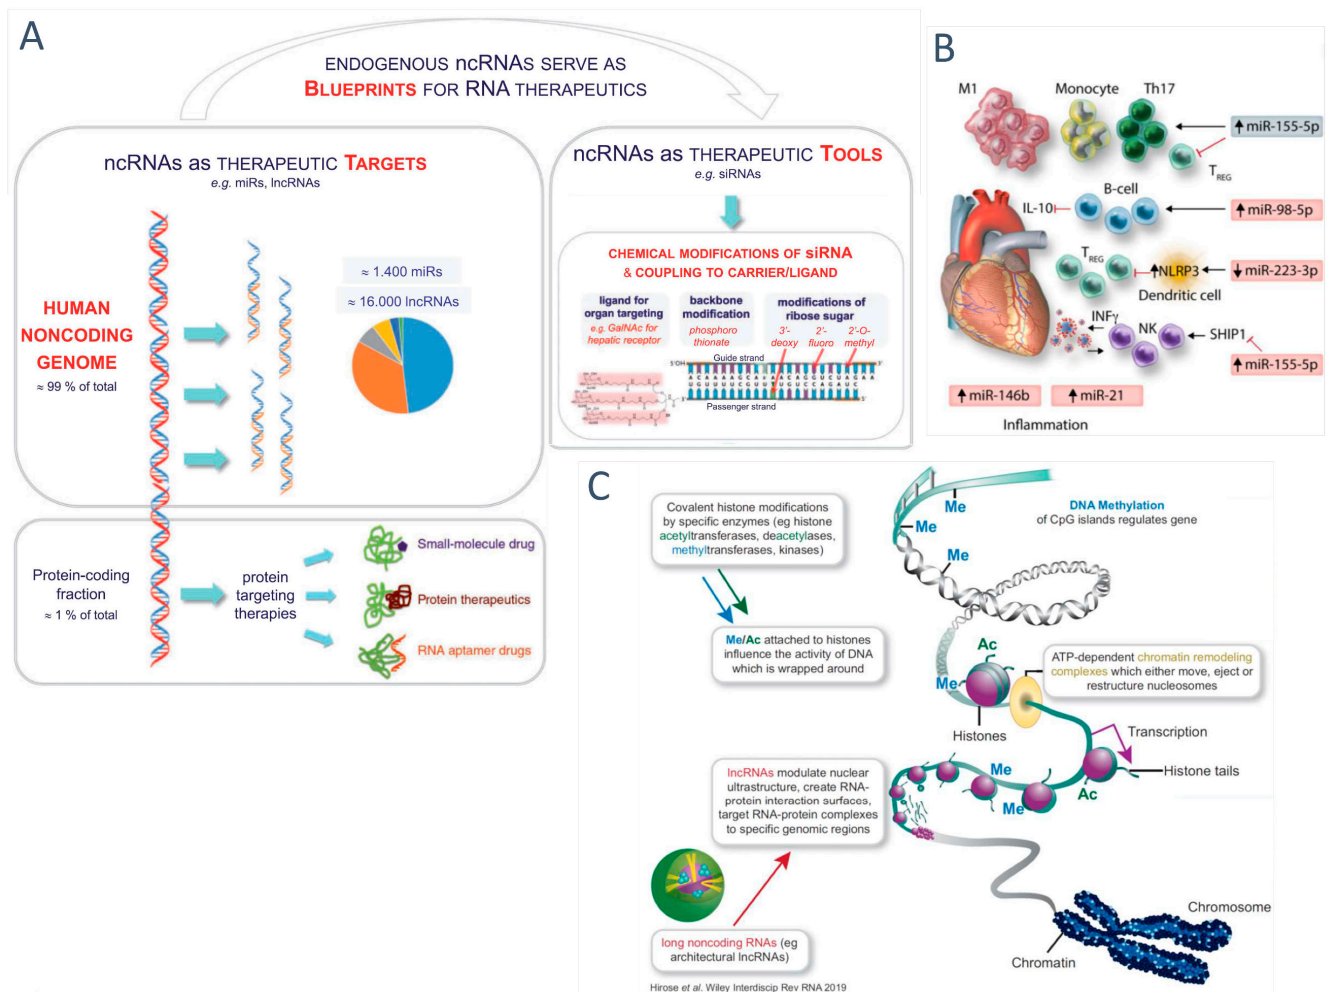 A
ENDOGENOUS ncRNAs SERVE AS
BLUEPRINTS FOR RNA THERAPEUTICS
ncRNAs as THERAPEUTIC TARGETS
e.g. miRs, lncRNAs
HUMAN
NONCODING
GENOME
≈ 99 % of total
≈ 1.400 miRs
≈ 16.000 lncRNAs
Protein-coding
fraction
≈ 1 % of total
protein
targeting
therapies
Small-molecule drug
Protein therapeutics
RNA aptamer drugs
ncRNAs as THERAPEUTIC TOOLS
e.g. siRNAs
CHEMICAL MODIFICATIONS OF siRNA
& COUPLING TO CARRIER/LIGAND
ligand for
organ targeting
e.g. GalNAc for
hepatic receptor
backbone
modification
phosphoro
thionate
modifications of
ribose sugar
3'-
deoxy
2'-
fluoro
2'-O-
methyl
Guide strand
Passenger strand
B
M1
Monocyte
Th17
miR-155-5p
TREG
B-cell
IL-10
miR-98-5p
TREG
NLRP3
miR-223-3p
Dendritic cell
INFγ
NK
SHIP1
miR-155-5p
miR-146b
miR-21
Inflammation
C
Covalent histone modifications
by specific enzymes (eg histone
acetyltransferases, deacetylases,
methyltransferases, kinases)
Me/Ac attached to histones
influence the activity of DNA
which is wrapped around
lncRNAs modulate nuclear
ultrastructure, create RNA-
protein interaction surfaces,
target RNA-protein complexes
to specific genomic regions
long noncoding RNAs (eg
architectural lncRNAs)
Hirose et al. Wiley Interdiscip Rev RNA 2019
Me
Me
Me
DNA Methylation
of CpG islands regulates gene
Ac
Me
Histones
ATP-dependent chromatin remodeling
complexes which either move, eject or
restructure nucleosomes
Transcription
Histone tails
Me
Me
Ac
Chromosome
Chromatin